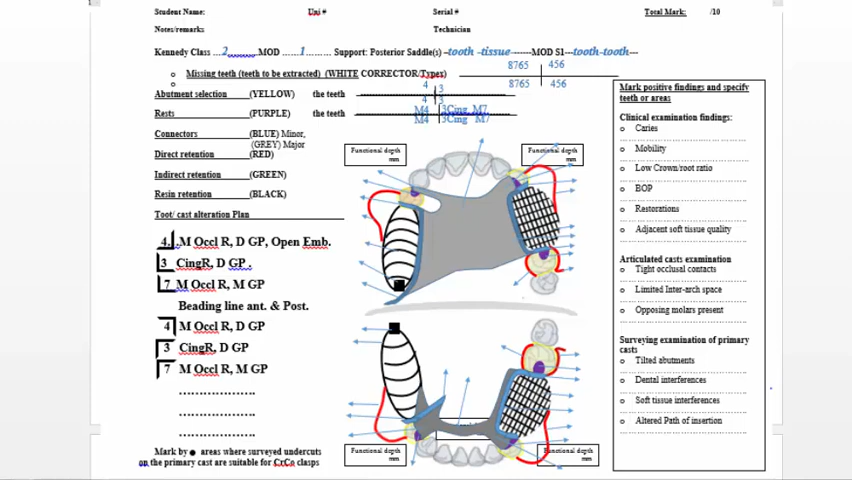 Student Name: Uni # Serial # Total Mark: /10
Notes/remarks Technician
Kennedy Class ...2........ MOD ......1....... Support: Posterior Saddle(s) –tooth -tissue-------MOD S1---tooth-tooth---
8765 456
Missing teeth (teeth to be extracted) (WHITE CORRECTOR/Typex)
8765 456
4 3
Abutment selection (YELLOW) the teeth
4 3
M4 3Cing M7
Rests (PURPLE) the teeth
M4 3Cing M7
Connectors (BLUE) Minor,
(GREY) Major
Direct retention (RED)
Indirect retention (GREEN)
Resin retention (BLACK)
Toot/ cast alteration Plan
4. M Occl R, D GP, Open Emb.
3 CingR, D GP .
7 M Occl R, M GP
Beading line ant. & Post.
4 M Occl R, D GP
3 CingR, D GP
7 M Occl R, M GP
...................
...................
...................
Mark by ● areas where surveyed undercuts
on the primary cast are suitable for CrCo clasps
Functional depth
mm
Functional depth
mm
Functional depth
mm
Functional depth
mm
Mark positive findings and specify
teeth or areas
Clinical examination findings:
o Caries
o Mobility
o Low Crown/root ratio
o BOP
o Restorations
o Adjacent soft tissue quality
Articulated casts examination
o Tight occlusal contacts
o Limited Inter-arch space
o Opposing molars present
Surveying examination of primary
casts
o Tilted abutments
o Dental interferences
o Soft tissue interferences
o Altered Path of insertion